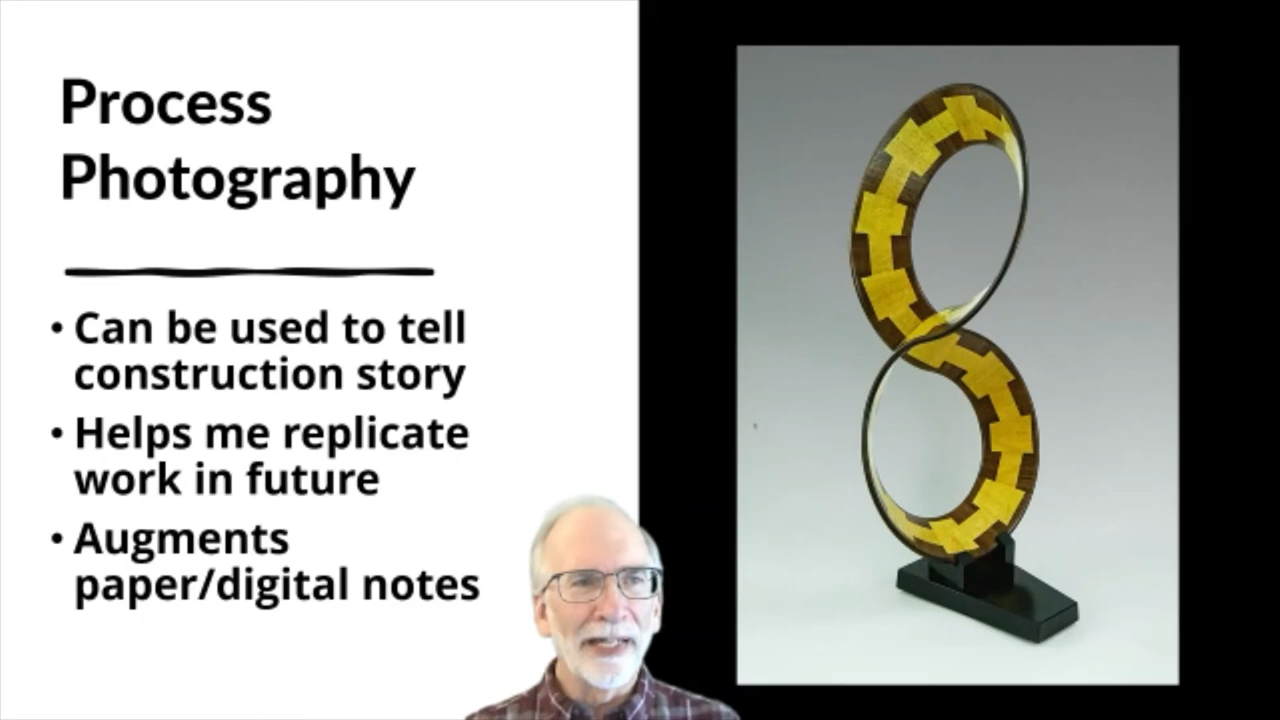 Process
Photography
• Can be used to tell
construction story
• Helps me replicate
work in future
• Augments
paper/digital notes